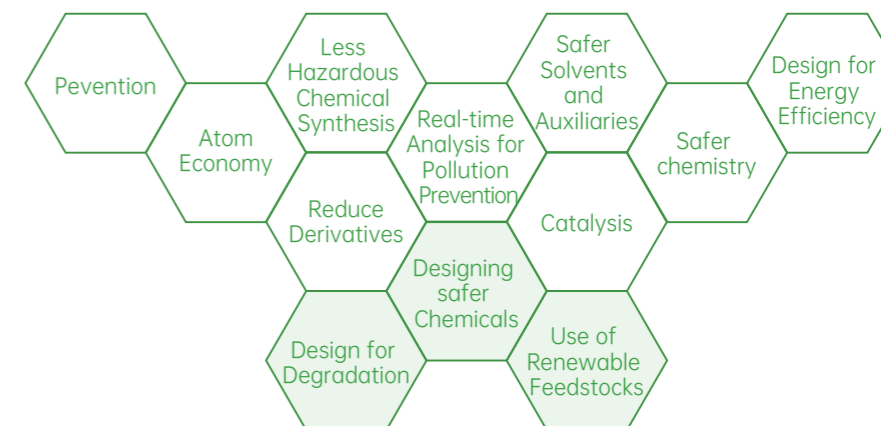 Pevention
Less
Hazardous
Chemical
Synthesis
Safer
Solvents
and
Auxiliaries
Design for
Energy
Efficiency
Atom
Economy
Real-time
Analysis for
Pollution
Prevention
Safer
chemistry
Reduce
Derivatives
Catalysis
Designing
safer
Chemicals
Design for
Degradation
Use of
Renewable
Feedstocks